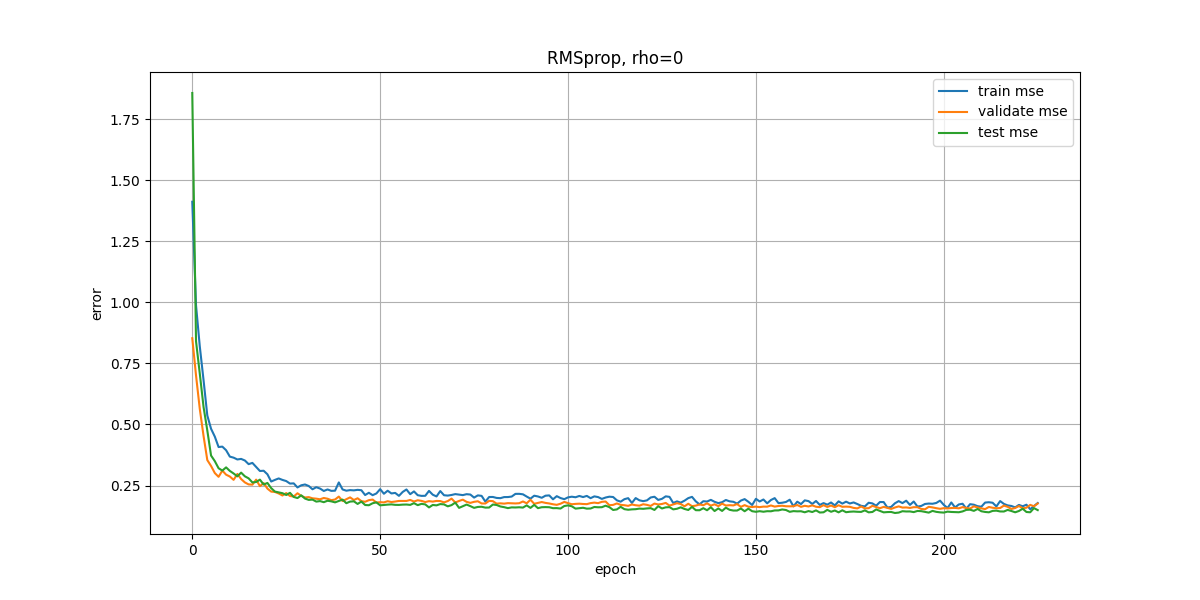 RMSprop, rho=0
train mse
validate mse
test mse
1.75
1.50
1.25
1.00
0.75
0.50
0.25
error
0
50
100
150
200
epoch